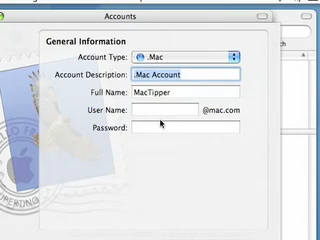 Accounts
General Information
Account Type: .Mac
Account Description: .Mac Account
Full Name: MacTipper
User Name: @mac.com
Password: